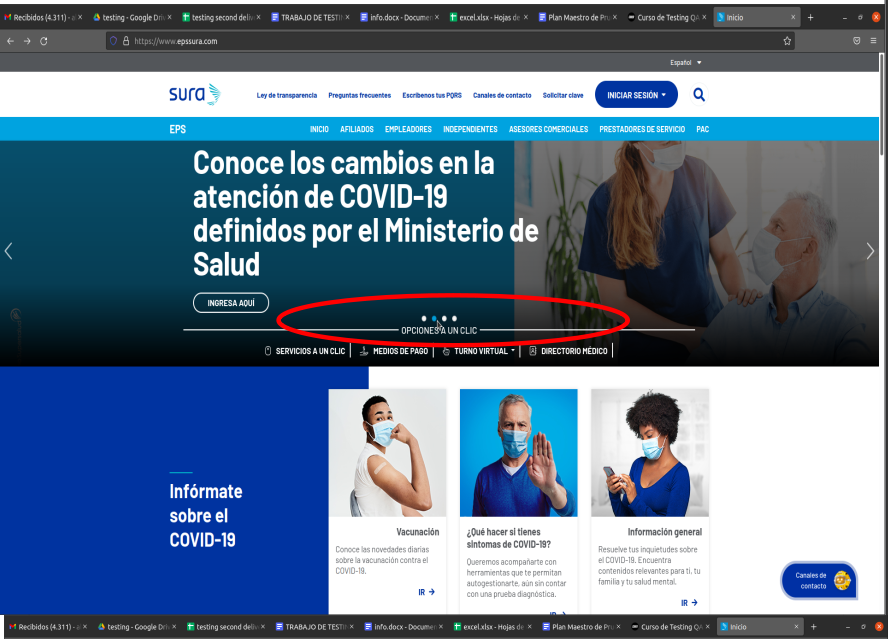 Recibidos (4.311) - a
testing - Google Driv
testing second deliv
TRABAJO DE TESTIN
info.docx - Documen
excel.xlsx - Hojas de
Plan Maestro de Pru
Curso de Testing QA
Inicio
https://www.epssura.com
Español
sura
Ley de transparencia Preguntas frecuentes Escríbenos tus PQRS Canales de contacto Solicitar clave INICIAR SESIÓN
EPS INICIO AFILIADOS EMPLEADORES INDEPENDIENTES ASESORES COMERCIALES PRESTADORES DE SERVICIO PAC
Conoce los cambios en la
atención de COVID-19
definidos por el Ministerio de
Salud
INGRESA AQUÍ
OPCIONES A UN CLIC
SERVICIOS A UN CLIC MEDIOS DE PAGO TURNO VIRTUAL DIRECTORIO MÉDICO
Infórmate
sobre el
COVID-19
Vacunación
Conoce las novedades diarias
sobre la vacunación contra el
COVID-19.
IR →
¿Qué hacer si tienes
síntomas de COVID-19?
Queremos acompañarte con
herramientas que te permitan
autogestionarte, aún sin contar
con una prueba diagnóstica.
IR →
Información general
Resuelve tus inquietudes sobre
el COVID-19. Encuentra
contenidos relevantes para ti, tu
familia y tu salud mental.
IR →
Canales de
contacto
Recibidos (4.311) - a
testing - Google Driv
testing second deliv
TRABAJO DE TESTIN
info.docx - Documen
excel.xlsx - Hojas de
Plan Maestro de Pru
Curso de Testing QA
Inicio